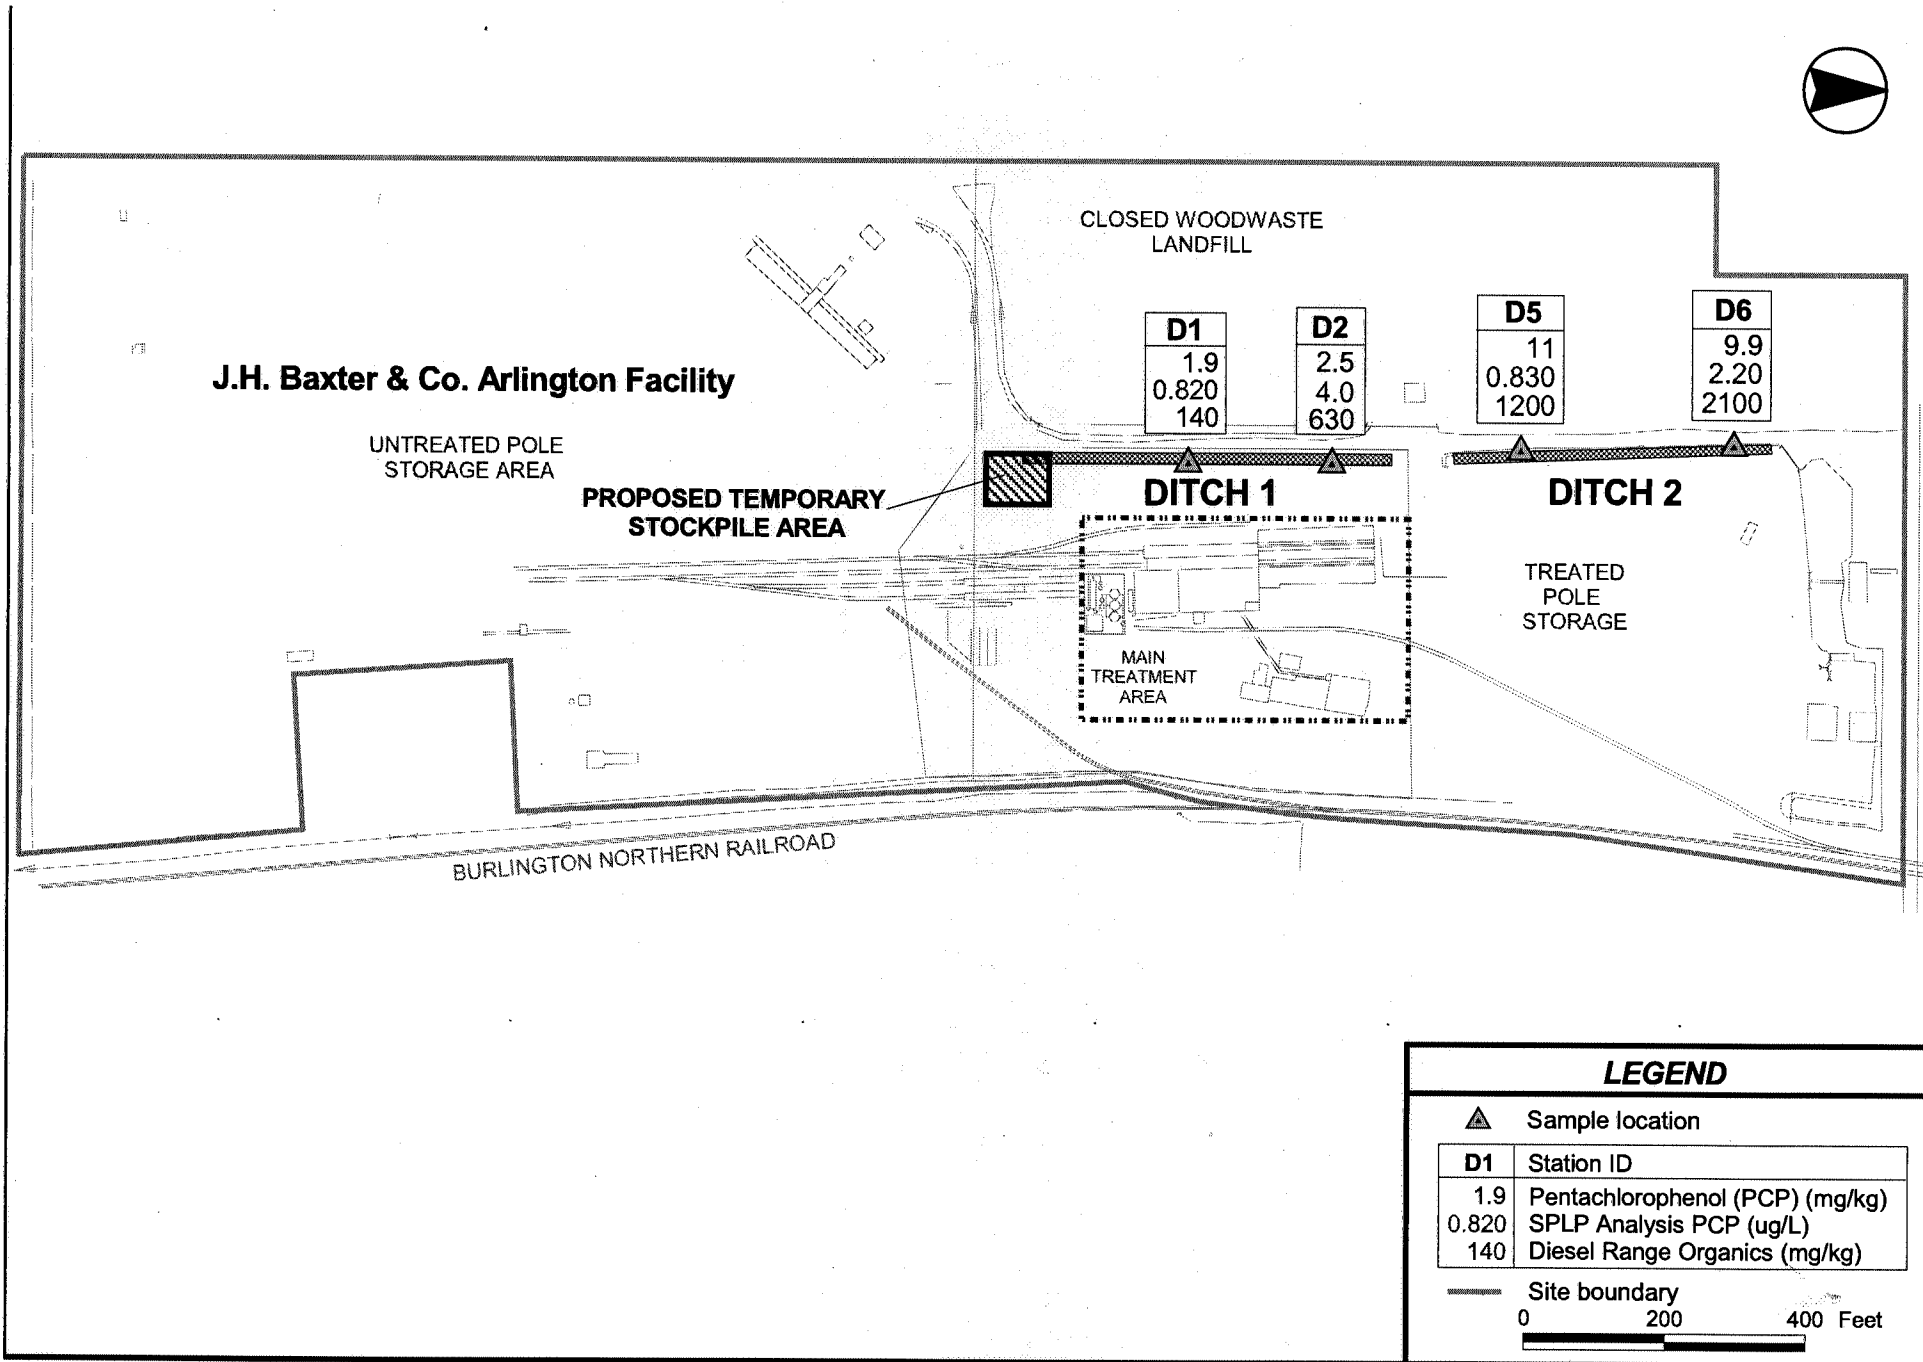 CLOSED WOODWASTE
LANDFILL
D1
1.9
0.820
140
D2
2.5
4.0
630
D5
11
0.830
1200
D6
9.9
2.20
2100
J.H. Baxter & Co. Arlington Facility
UNTREATED POLE
STORAGE AREA
PROPOSED TEMPORARY
STOCKPILE AREA
DITCH 1
DITCH 2
TREATED
POLE
STORAGE
MAIN
TREATMENT
AREA
BURLINGTON NORTHERN RAILROAD
LEGEND
Sample location
D1 Station ID
1.9 Pentachlorophenol (PCP) (mg/kg)
0.820 SPLP Analysis PCP (ug/L)
140 Diesel Range Organics (mg/kg)
Site boundary
0 200 400 Feet